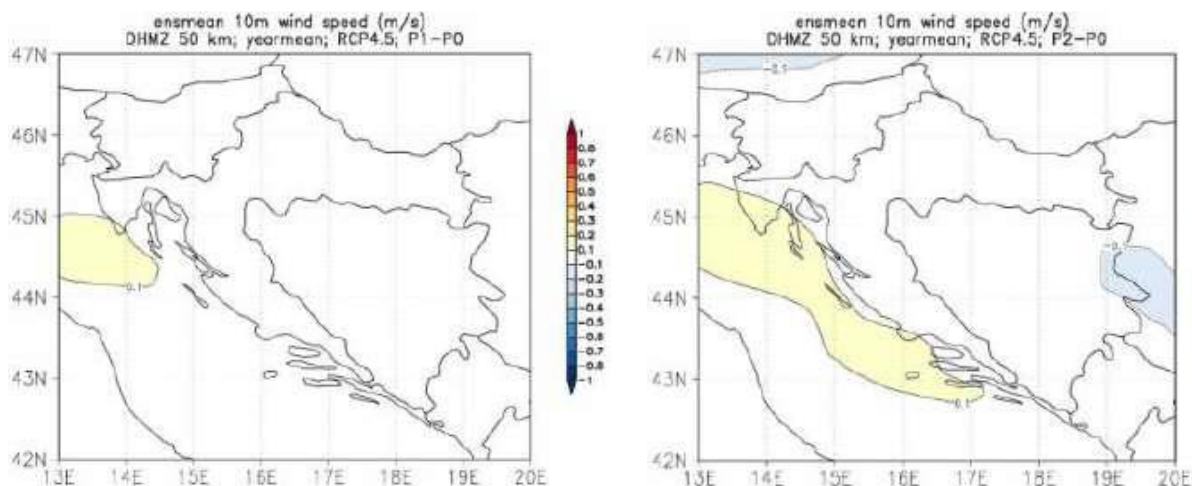 ensmean 10m wind speed (m/s)
DHMZ 50 km; yearmean; RCP4.5; P1-P0
47N
46N
45N
44N
43N
42N
13E 14E 15E 16E 17E 18E 19E 20E
0.1
1
0.8
0.7
0.6
0.5
0.4
0.3
0.2
0.1
-0.1
-0.2
-0.3
-0.4
-0.5
-0.6
-0.7
-0.8
-1
ensmean 10m wind speed (m/s)
DHMZ 50 km; yearmean; RCP4.5; P2-P0
47N
46N
45N
44N
43N
42N
13E 14E 15E 16E 17E 18E 19E 20E
0.1